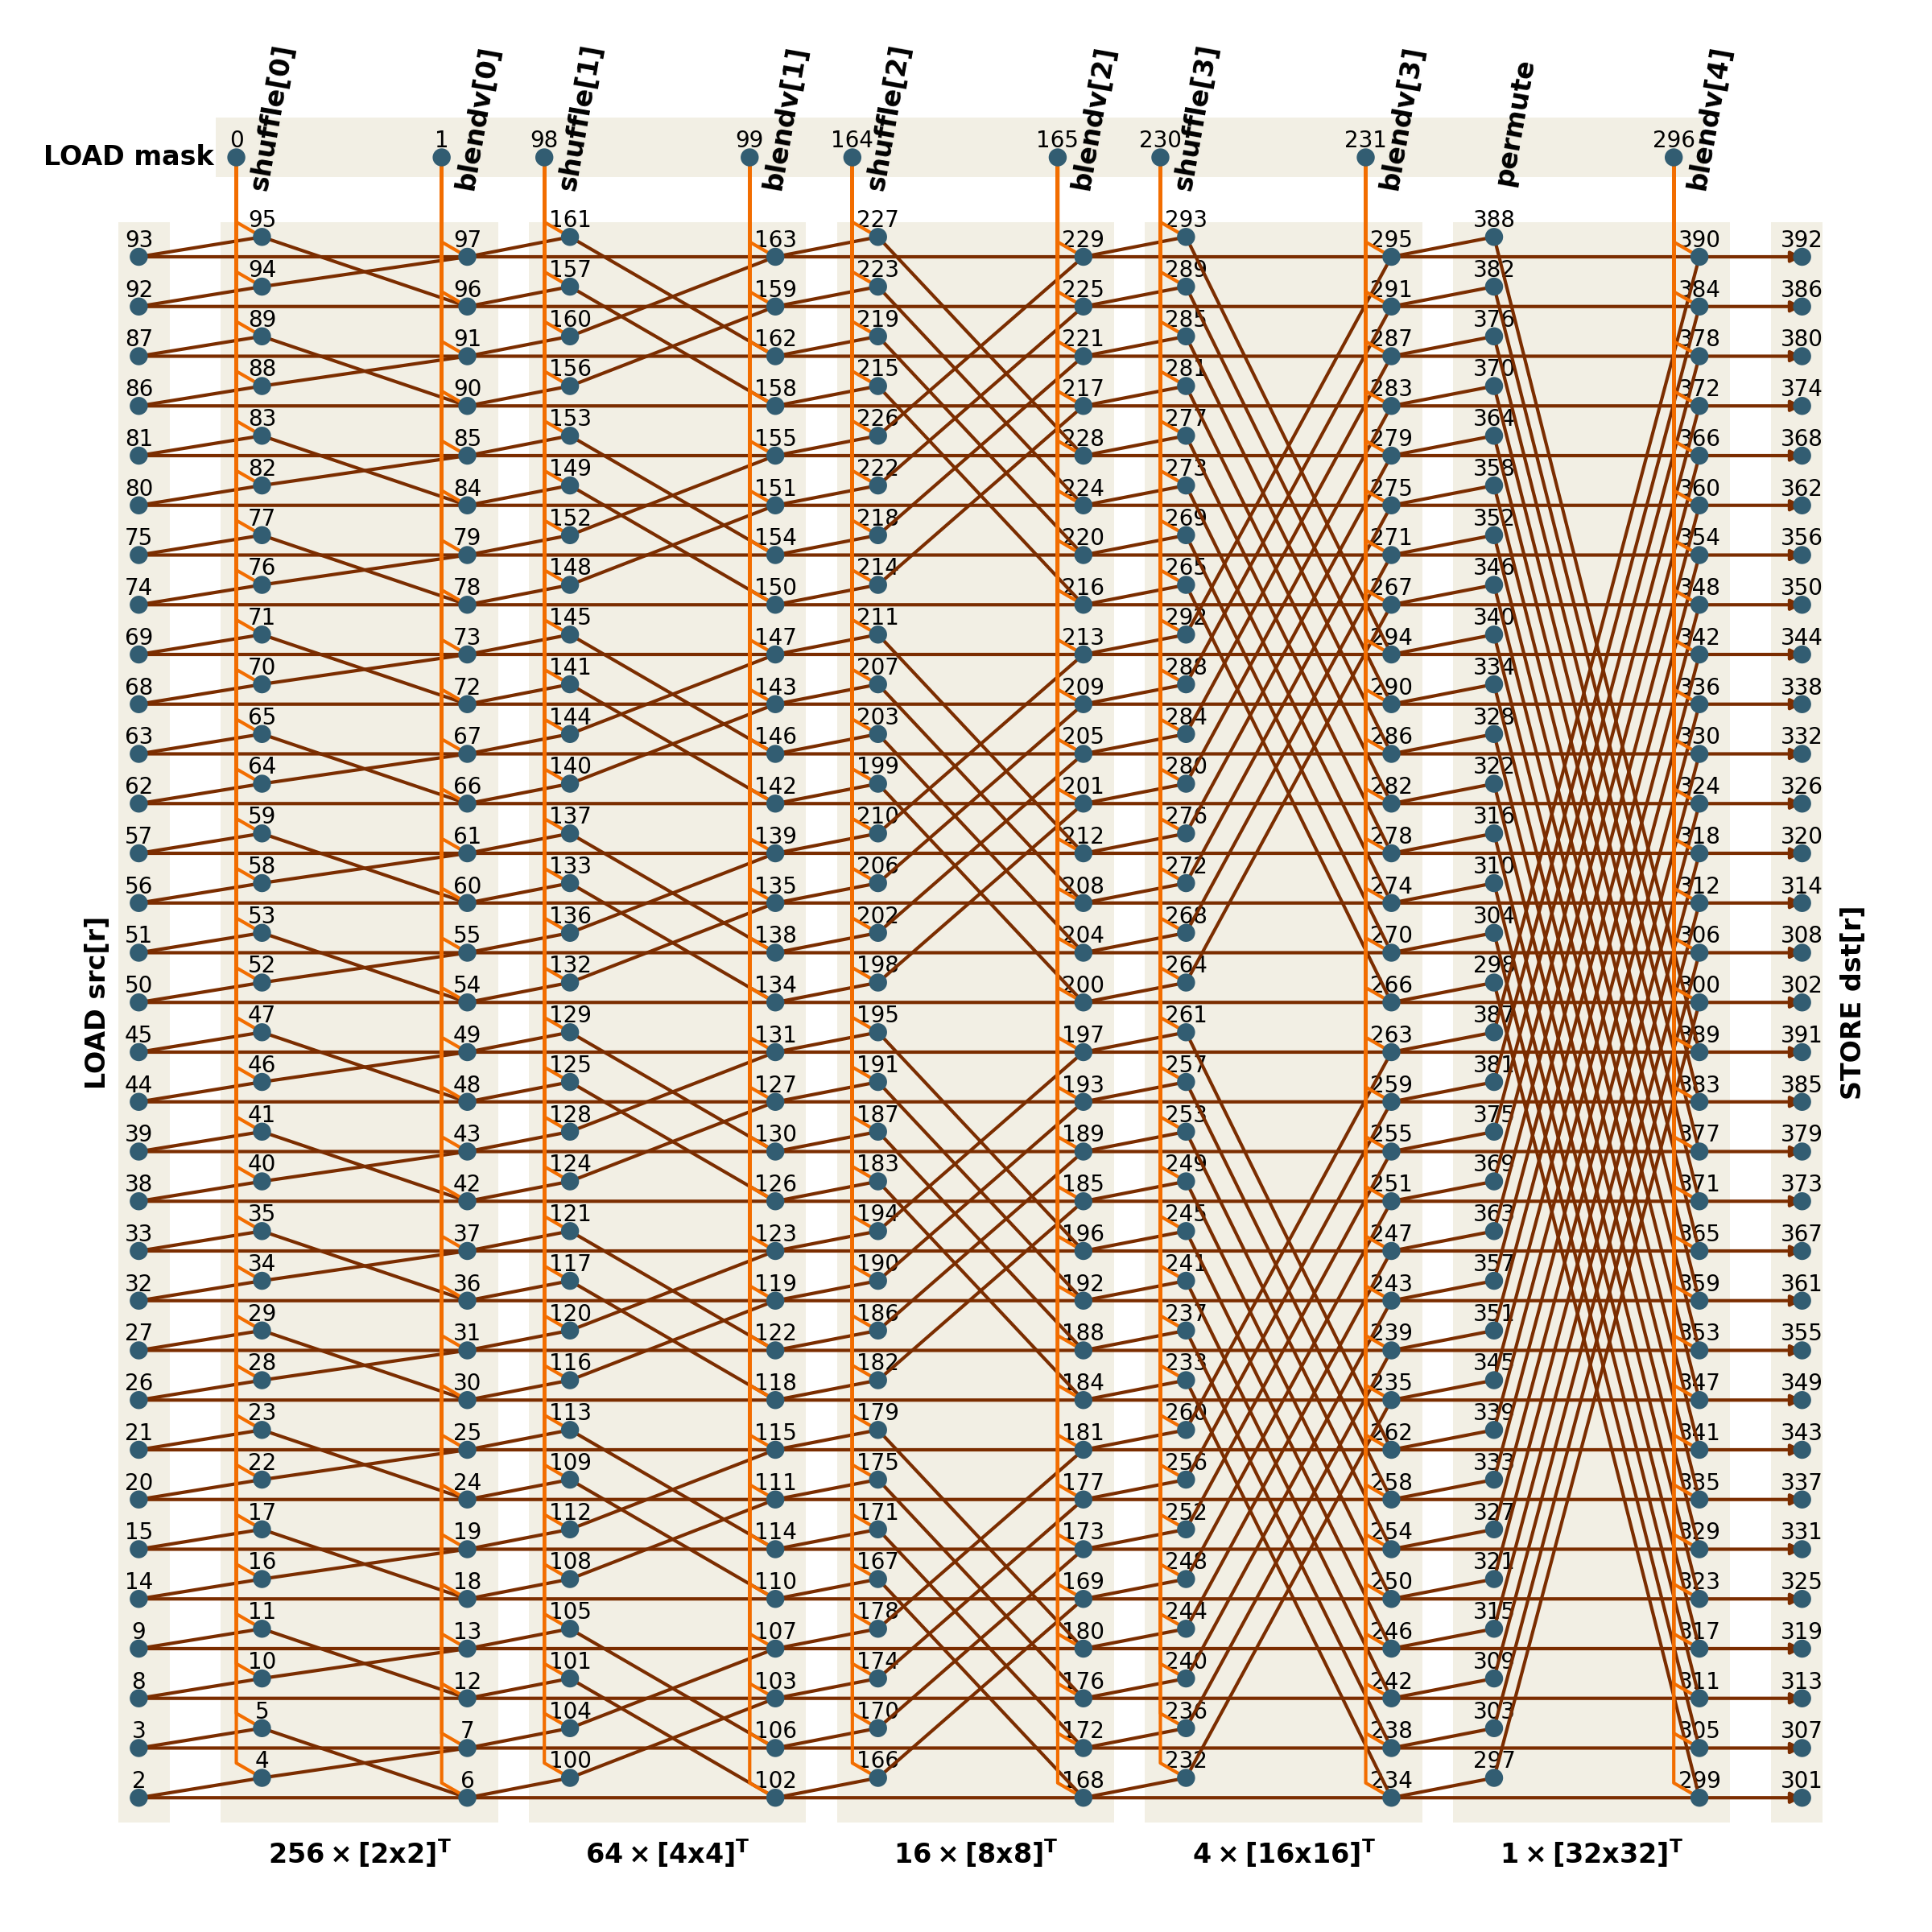 shuffle[0] blendv[0] shuffle[1] blendv[1] shuffle[2] blendv[2] shuffle[3] blendv[3] permute blendv[4]
LOAD mask 0 1 98 99 164 165 230 231 296
95 161 227 293 388
93 97 163 229 295 390 392
94 157 223 289 382
92 96 159 225 291 384 386
89 160 219 285 376
87 91 162 221 287 378 380
88 156 215 281 370
86 90 158 217 283 372 374
83 153 226 277 364
81 85 155 228 279 366 368
82 149 222 273 358
80 84 151 224 275 360 362
77 152 218 269 352
75 79 154 220 271 354 356
76 148 214 265 346
74 78 150 216 267 348 350
71 145 211 292 340
69 73 147 213 294 342 344
70 141 207 288 334
68 72 143 209 290 336 338
65 144 203 284 328
63 67 146 205 286 330 332
64 140 199 280 322
62 66 142 201 282 324 326
59 137 210 276 316
57 61 139 212 278 318 320
58 133 206 272 310
56 60 135 208 274 312 314
53 136 202 268 304
51 55 138 204 270 306 308
52 132 198 264 298
50 54 134 200 266 300 302
LOAD src[r]
STORE dst[r]
47 129 195 261 387
45 49 131 197 263 389 391
46 125 191 257 381
44 48 127 193 259 383 385
41 128 187 253 375
39 43 130 189 255 377 379
40 124 183 249 369
38 42 126 185 251 371 373
35 121 194 245 363
33 37 123 196 247 365 367
34 117 190 241 357
32 36 119 192 243 359 361
29 120 186 237 351
27 31 122 188 239 353 355
28 116 182 233 345
26 30 118 184 235 347 349
23 113 179 260 339
21 25 115 181 262 341 343
22 109 175 256 333
20 24 111 177 258 335 337
17 112 171 252 327
15 19 114 173 254 329 331
16 108 167 248 321
14 18 110 169 250 323 325
11 105 178 244 315
9 13 107 180 246 317 319
10 101 174 240 309
8 12 103 176 242 311 313
5 104 170 236 303
3 7 106 172 238 305 307
4 100 166 232 297
2 6 102 168 234 299 301
256 × [2x2]ᵀ 64 × [4x4]ᵀ 16 × [8x8]ᵀ 4 × [16x16]ᵀ 1 × [32x32]ᵀ